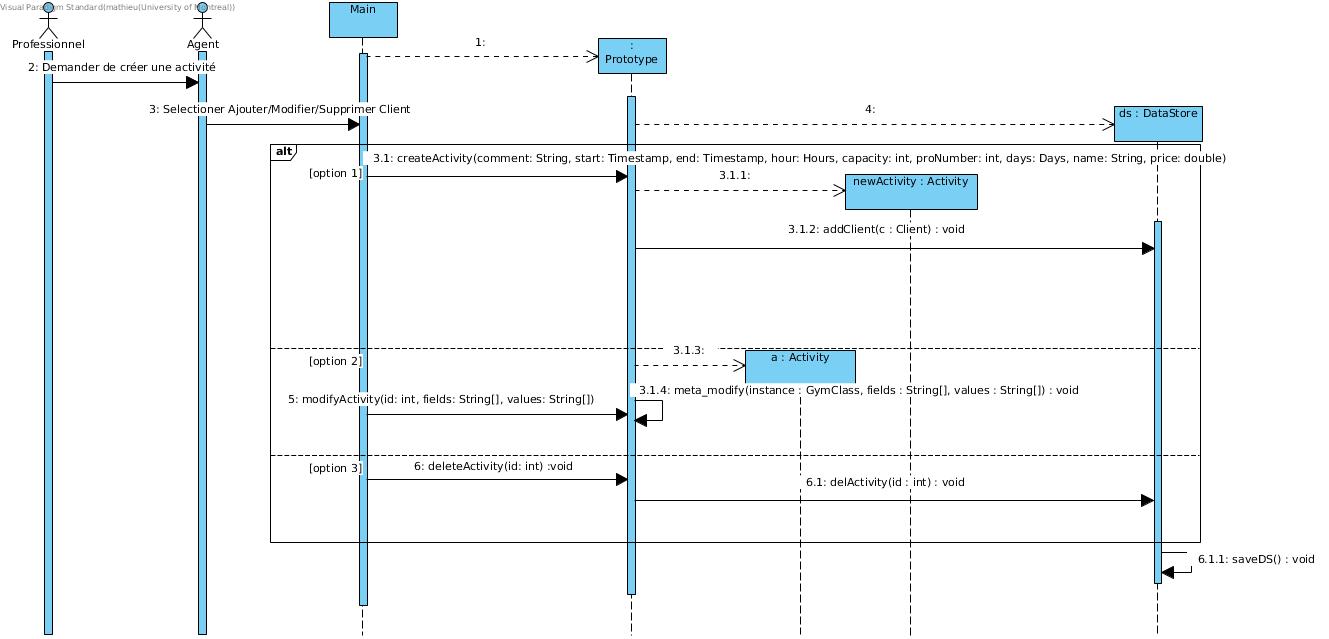 Visual Paradigm Standard(mathieu(University of Montreal))
Professionnel
Agent
Main
:
Prototype
ds : DataStore
1:
2: Demander de créer une activité
3: Selectioner Ajouter/Modifier/Supprimer Client
4:
alt
3.1: createActivity(comment: String, start: Timestamp, end: Timestamp, hour: Hours, capacity: int, proNumber: int, days: Days, name: String, price: double)
[option 1]
3.1.1:
newActivity : Activity
3.1.2: addClient(c : Client) : void
[option 2]
3.1.3:
a : Activity
3.1.4: meta_modify(instance : GymClass, fields : String[], values : String[]) : void
5: modifyActivity(id: int, fields: String[], values: String[])
[option 3]
6: deleteActivity(id: int) :void
6.1: delActivity(id : int) : void
6.1.1: saveDS() : void